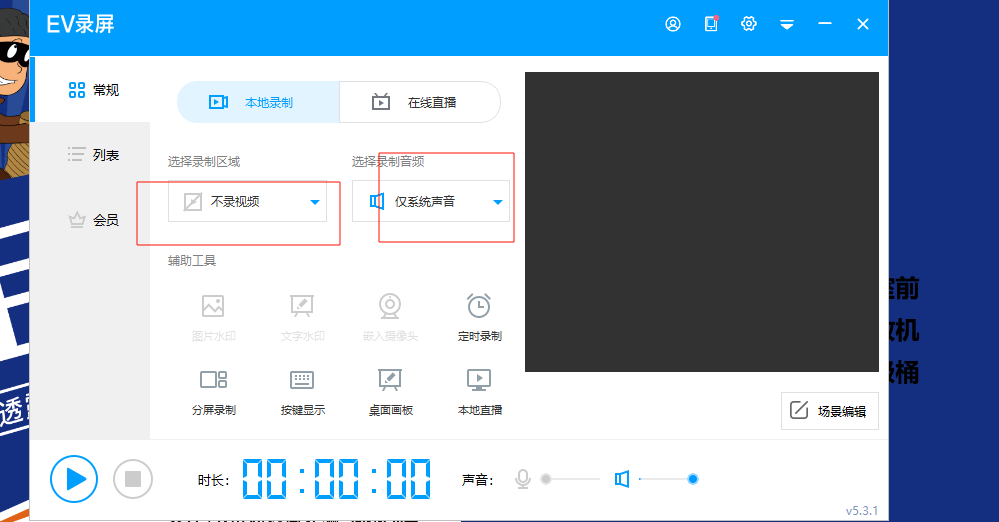 EV录屏
常规
列表
会员
本地录制
在线直播
选择录制区域
选择录制音频
不录视频
仅系统声音
辅助工具
图片水印
文字水印
嵌入摄像头
定时录制
分屏录制
按键显示
桌面画板
本地直播
场景编辑
时长:
00:00:00
声音:
v5.3.1
前
机
桶
透